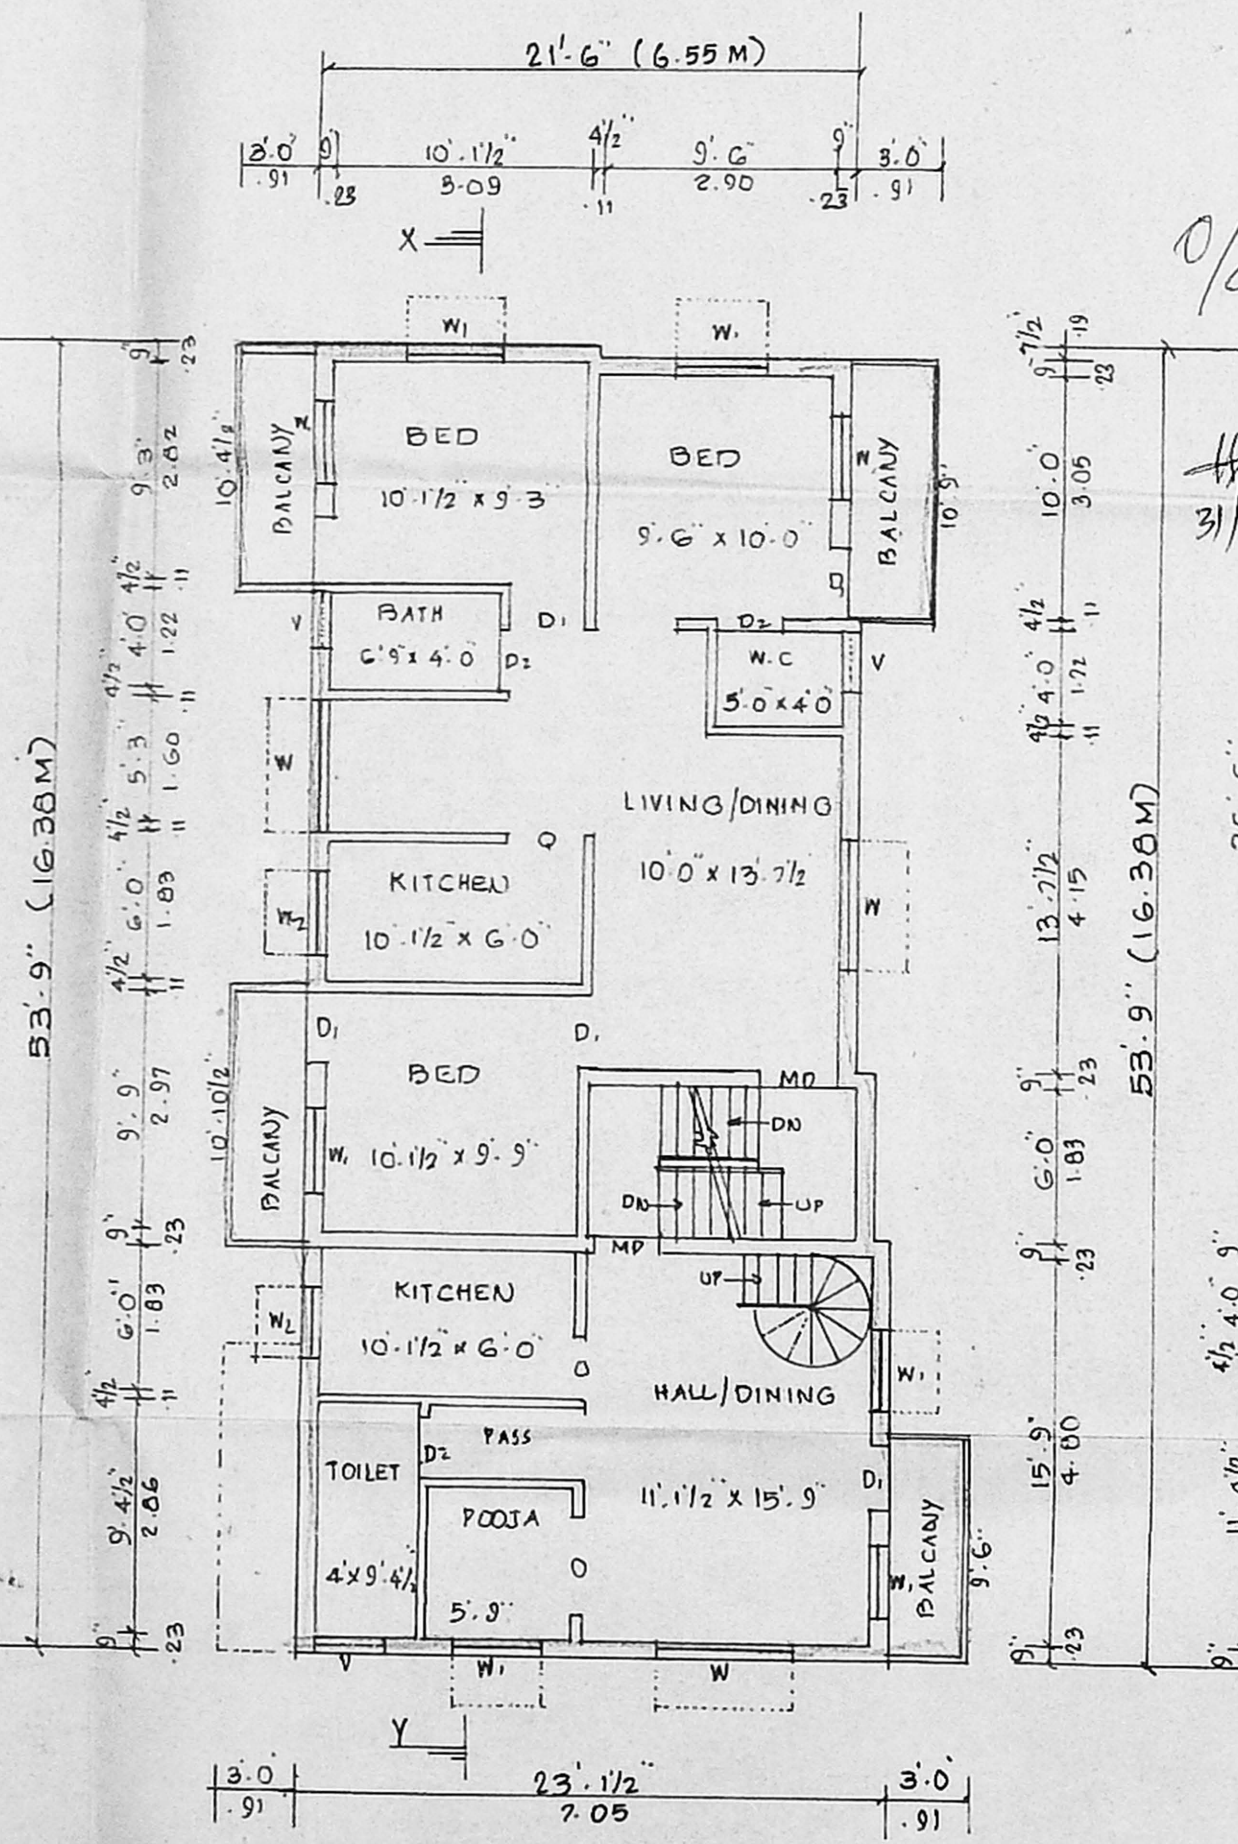 21'-6" (6.55 M)
3'.0" 9" 10'.1½" 4½" 9'.6" 9" 3'.0"
.91 .23 3.09 .11 2.90 .23 .91
X
W1 W1
53'.9" (16.38M)
9" 9'.3" 4½" 4'.0" 4½" 5'.3" 4½" 6'.0" 4½" 9'.9" 9" 6'.0" 4½" 9'.4½" 9"
.23 2.82 .11 1.22 .11 1.60 .11 1.83 .11 2.97 .23 1.83 .11 2.86 .23
10'.4½"
BALCANY
W
BED
10'.1½" x 9'.3"
BED
9'.6" x 10'.0"
W
BALCANY
10'.9"
D
V
BATH
6'9" x 4'.0"
D1
D2
D2
W.C
5'.0" x 4'.0"
V
W
LIVING/DINING
10'.0" x 13'.7½"
O
KITCHEN
10'.1½" x 6'.0"
W2
W
10'.10½"
BALCANY
D1
D1
BED
10'.1½" x 9'.9"
W1
MD
DN
DN
UP
MD
UP
KITCHEN
10'.1½" x 6'.0"
W2
O
HALL/DINING
11'.1½" x 15'.9"
W1
PASS
D2
TOILET
4' x 9'.4½"
POOJA
5'.9"
O
D1
W1
BALCANY
9'.6"
V W1 W
7½" 9" 10'.0" 4½" 4'.0" 4½" 13'.7½" 9" 6'.0" 9" 15'.9" 9"
.19 .23 3.05 .11 1.22 .11 4.15 .23 1.83 .23 4.80 .23
53'.9" (16.38M)
31/
4½" 4'.0" 9"
9"
Y
3'.0" 23'.1½" 3'.0"
.91 7.05 .91